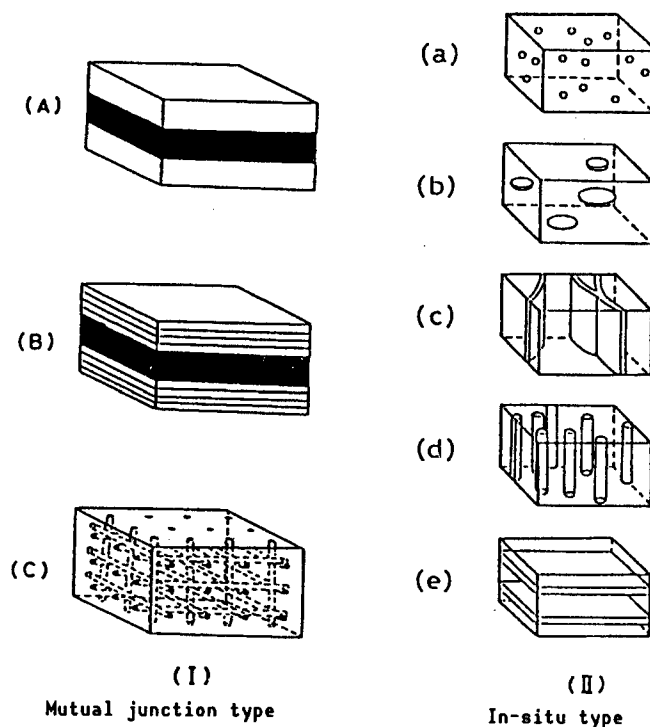 (A)
(B)
(C)
(I)
Mutual junction type
(a)
(b)
(c)
(d)
(e)
(II)
In-situ type